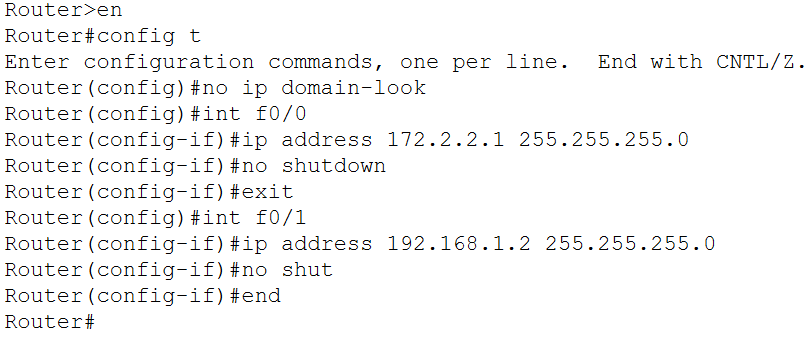 Router>en
Router#config t
Enter configuration commands, one per line.  End with CNTL/Z.
Router(config)#no ip domain-look
Router(config)#int f0/0
Router(config-if)#ip address 172.2.2.1 255.255.255.0
Router(config-if)#no shutdown
Router(config-if)#exit
Router(config)#int f0/1
Router(config-if)#ip address 192.168.1.2 255.255.255.0
Router(config-if)#no shut
Router(config-if)#end
Router#